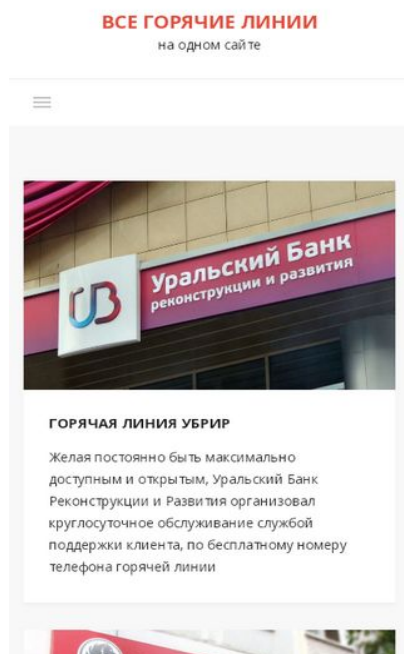 ВСЕ ГОРЯЧИЕ ЛИНИИ
на одном сайте
Уральский Банк
реконструкции и развития
UB
ГОРЯЧАЯ ЛИНИЯ УБРИР
Желая постоянно быть максимально
доступным и открытым, Уральский Банк
Реконструкции и Развития организовал
круглосуточное обслуживание службой
поддержки клиента, по бесплатному номеру
телефона горячей линии